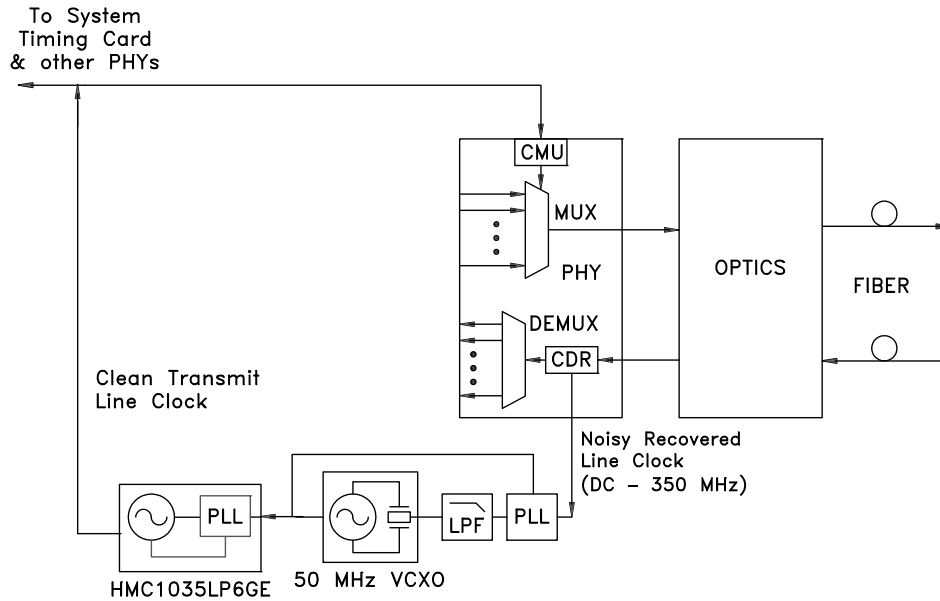 To System
Timing Card
& other PHYs
CMU
MUX
PHY
OPTICS
FIBER
DEMUX
CDR
Clean Transmit
Line Clock
Noisy Recovered
Line Clock
(DC – 350 MHz)
PLL
LPF
PLL
HMC1035LP6GE
50 MHz VCXO